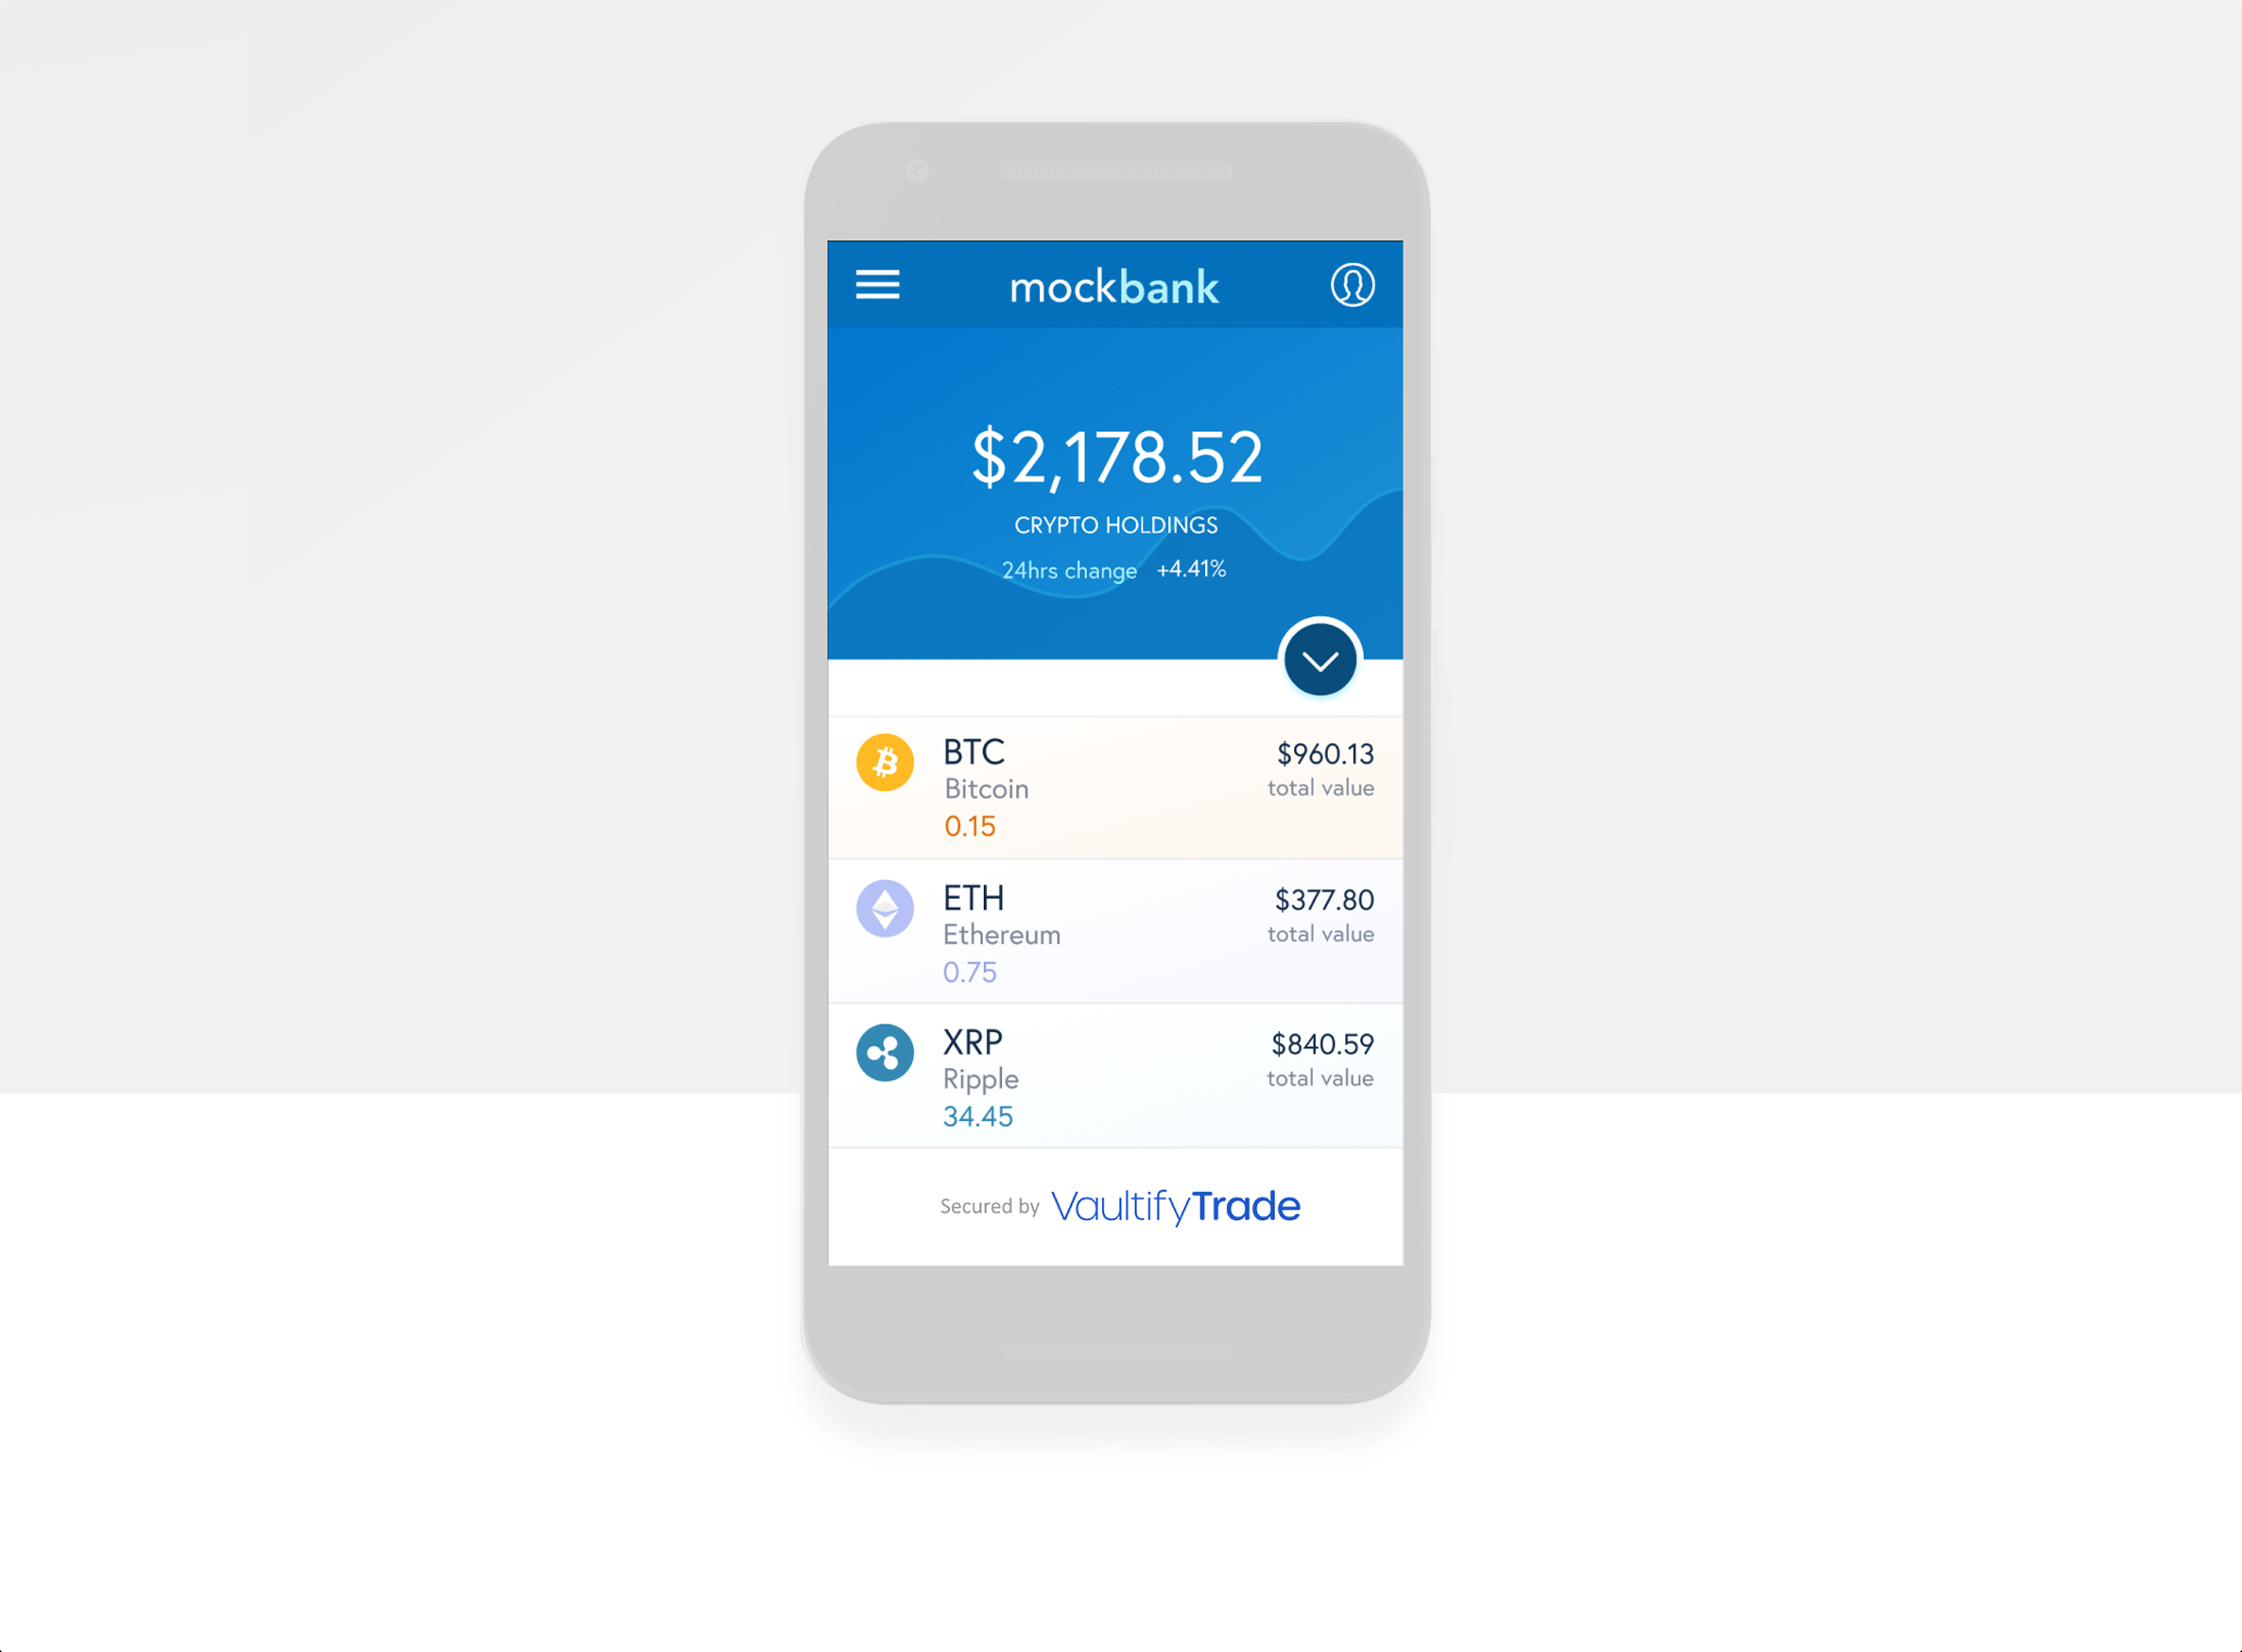 mockbank
$2,178.52
CRYPTO HOLDINGS
24hrs change +4.41%
BTC $960.13
Bitcoin total value
0.15
ETH $377.80
Ethereum total value
0.75
XRP $840.59
Ripple total value
34.45
Secured by VaultifyTrade